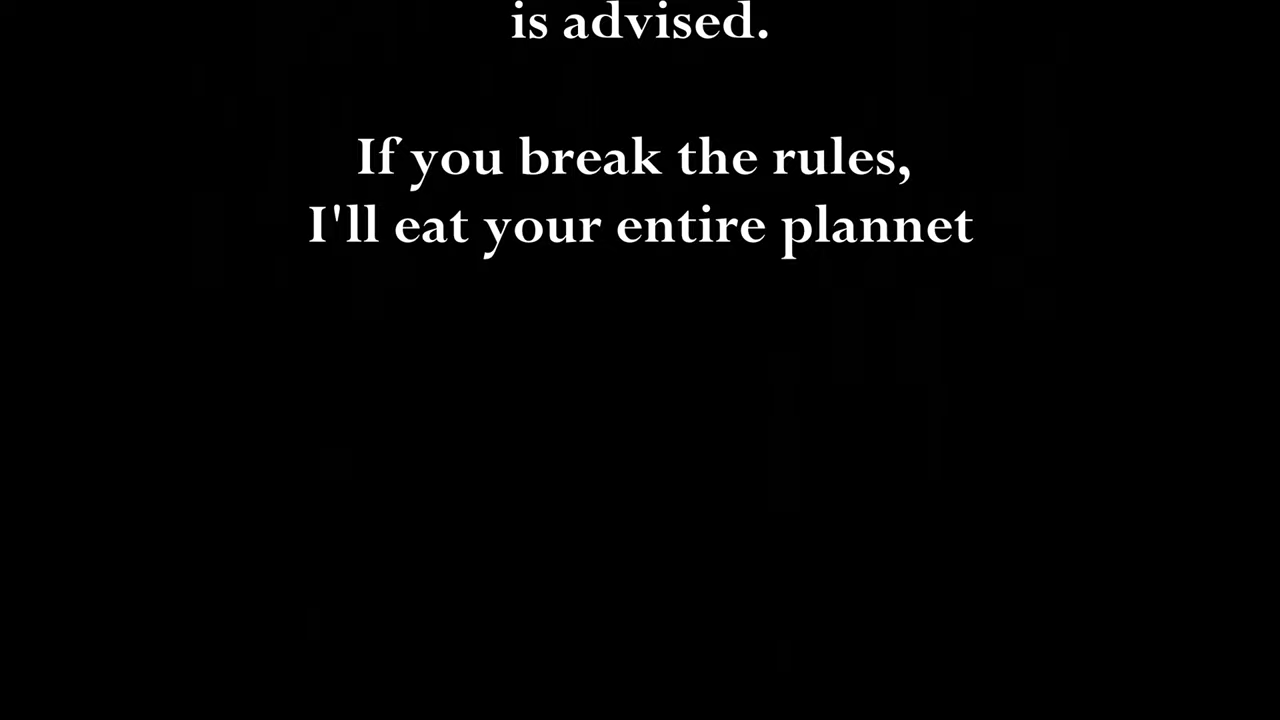 is advised.
If you break the rules,
I'll eat your entire plannet